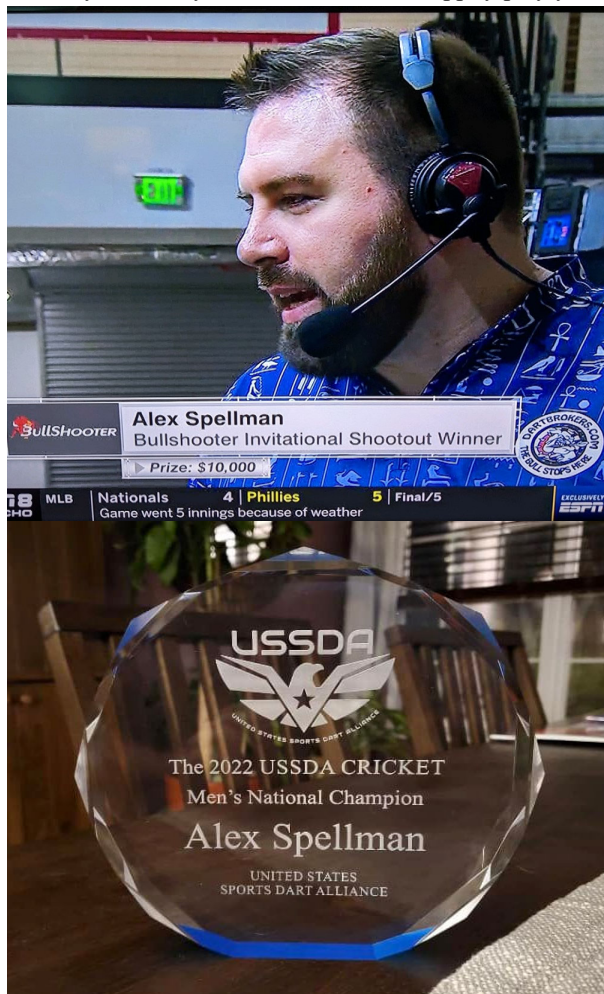 EXIT
BullShooter
Alex Spellman
Bullshooter Invitational Shootout Winner
Prize: $10,000
DARTBROKERS.COM
THE BULL STOPS HERE
MLB Nationals 4 Phillies 5 Final/5
Game went 5 innings because of weather
EXCLUSIVELY
ESPN
USSDA
UNITED STATES SPORTS DART ALLIANCE
The 2022 USSDA CRICKET
Men's National Champion
Alex Spellman
UNITED STATES
SPORTS DART ALLIANCE